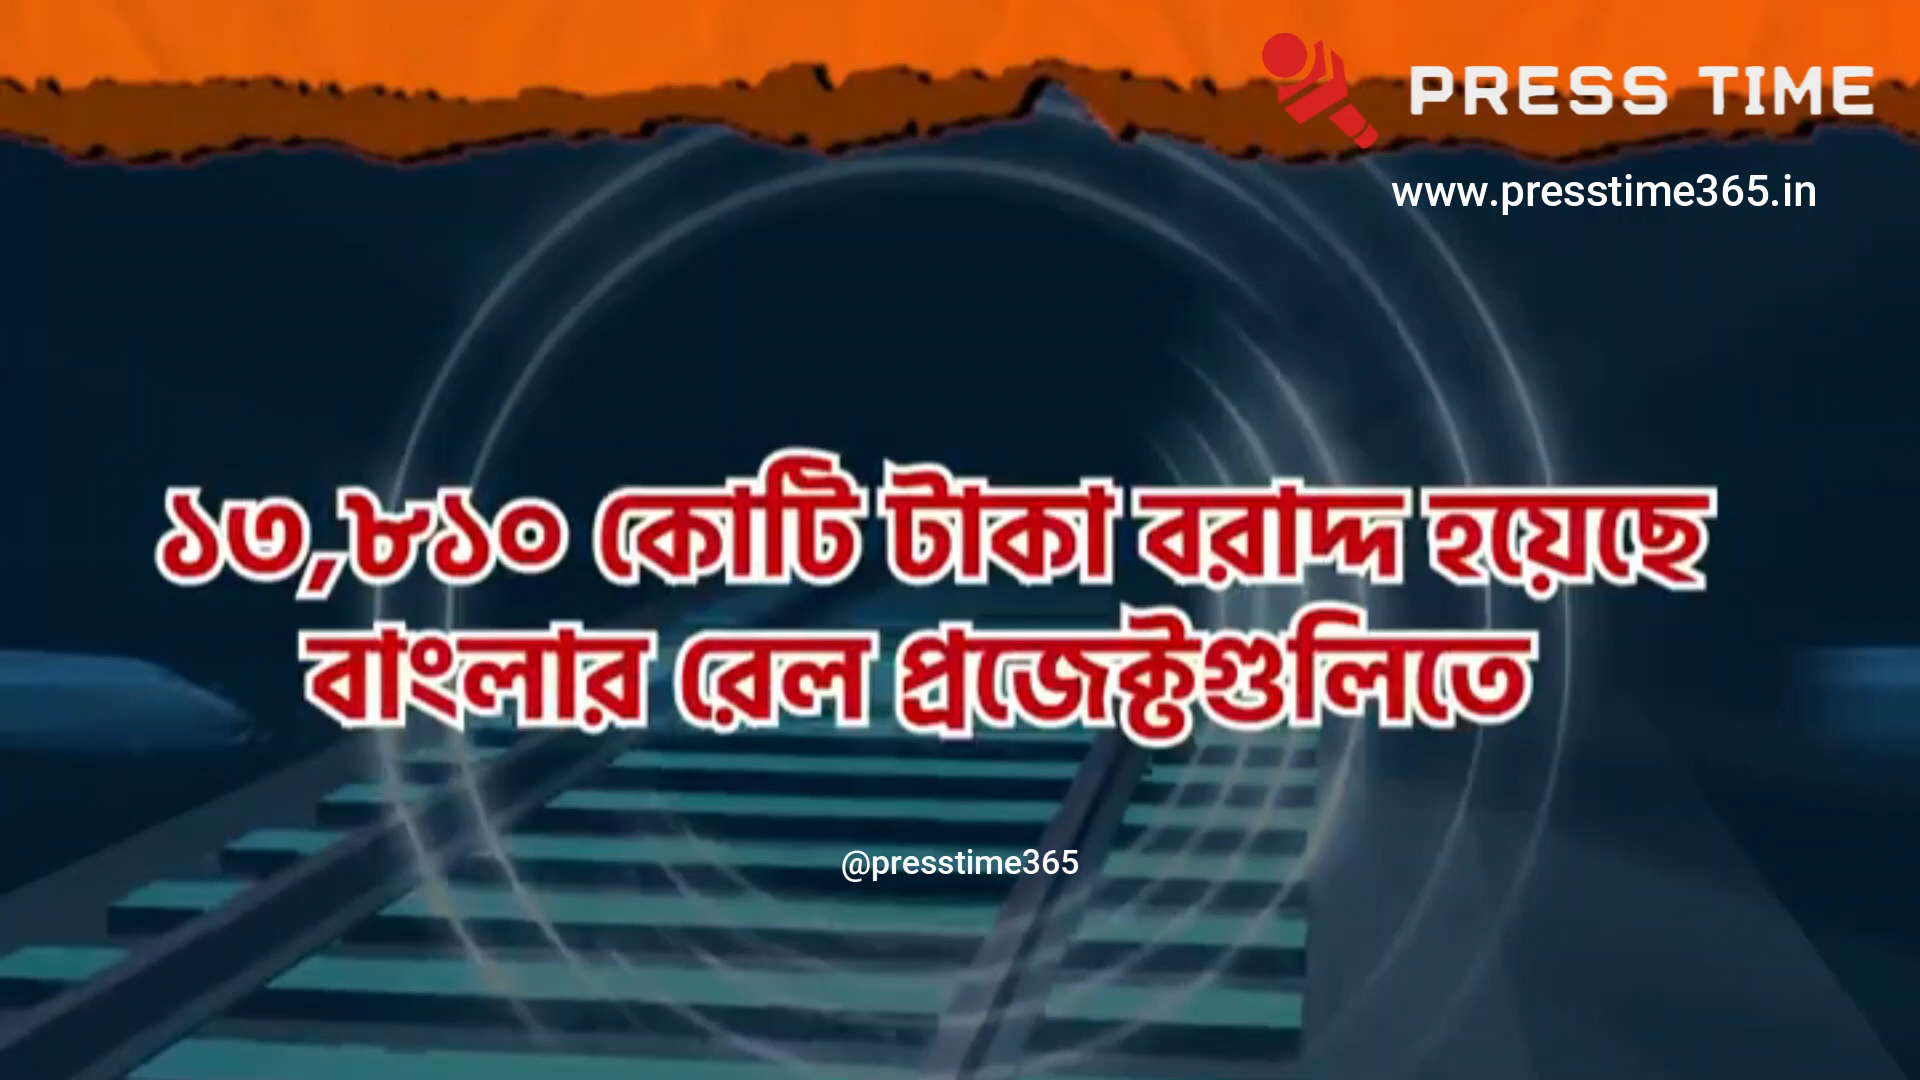 PRESS TIME
www.presstime365.in
১৩,৮১০ কোটি টাকা বরাদ্দ হয়েছে
বাংলার রেল প্রজেক্টগুলিতে
@presstime365